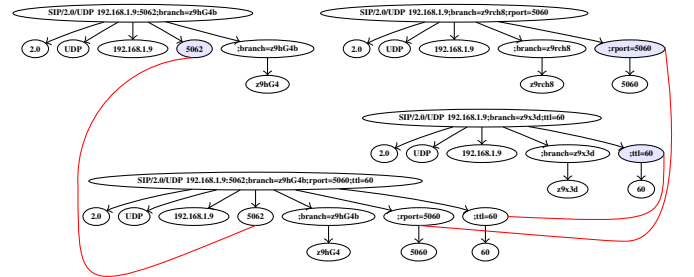 SIP/2.0/UDP 192.168.1.9:5062;branch=z9hG4b
SIP/2.0/UDP 192.168.1.9;branch=z9rch8;rport=5060
2.0 UDP 192.168.1.9 5062 ;branch=z9hG4b
2.0 UDP 192.168.1.9 ;branch=z9rch8 ;rport=5060
z9hG4
z9rch8 5060
SIP/2.0/UDP 192.168.1.9;branch=z9x3d;ttl=60
2.0 UDP 192.168.1.9 ;branch=z9x3d ;ttl=60
z9x3d 60
SIP/2.0/UDP 192.168.1.9:5062;branch=z9hG4b;rport=5060;ttl=60
2.0 UDP 192.168.1.9 5062 ;branch=z9hG4b ;rport=5060 ;ttl=60
z9hG4 5060 60